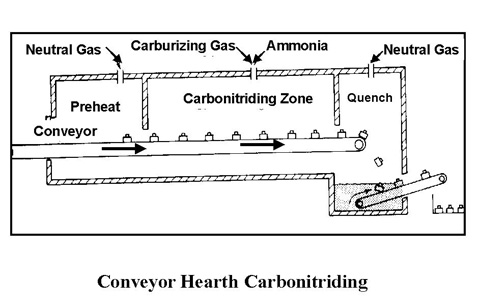 Neutral Gas
Carburizing Gas
Ammonia
Neutral Gas
Preheat
Carbonitriding Zone
Quench
Conveyor
Conveyor Hearth Carbonitriding